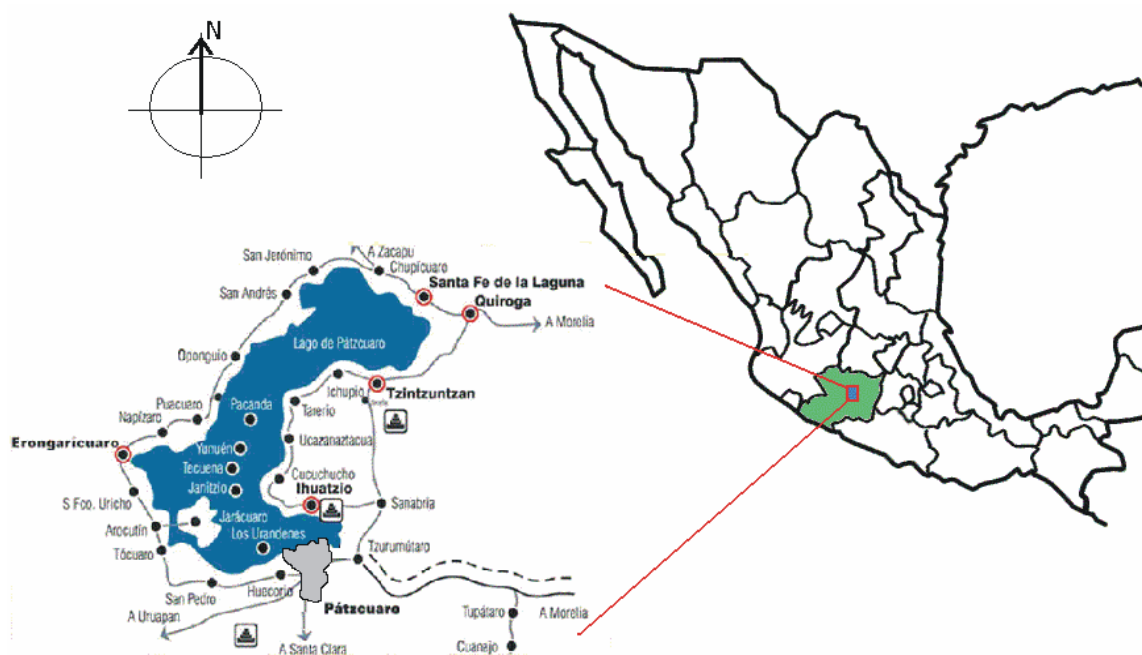 N
A Zacapu
San Jerónimo
Chupícuaro
Santa Fe de la Laguna
San Andrés
Quiroga
A Morelia
Lago de Pátzcuaro
Oponguio
Ichupio
Tzintzuntzan
Puacuaro
Napízaro
Pacanda
Tarerio
Erongarícuaro
Ucazanaztacua
Yunuén
Tecuena
Cucuchucho
Janitzio
Ihuatzio
S Fco. Uricho
Sanabria
Jarácuaro
Arocutín
Los Urandenes
Tócuaro
Tzurumútaro
Huecorio
San Pedro
Pátzcuaro
A Uruapan
Tupátaro
A Morelia
A Santa Clara
Cuanajo